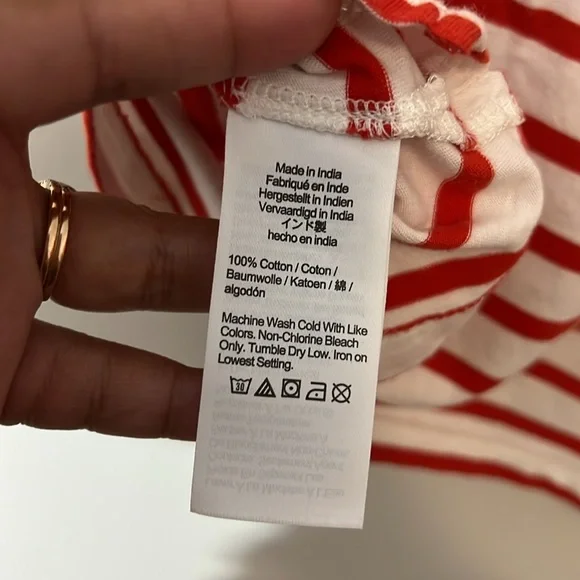 Made in India
Fabriqué en Inde
Hergestellt in Indien
Vervaardigd in India
インド製
hecho en india
100% Cotton / Coton /
Baumwolle / Katoen / 綿 /
algodón
Machine Wash Cold With Like
Colors. Non-Chlorine Bleach
Only. Tumble Dry Low. Iron on
Lowest Setting.
30